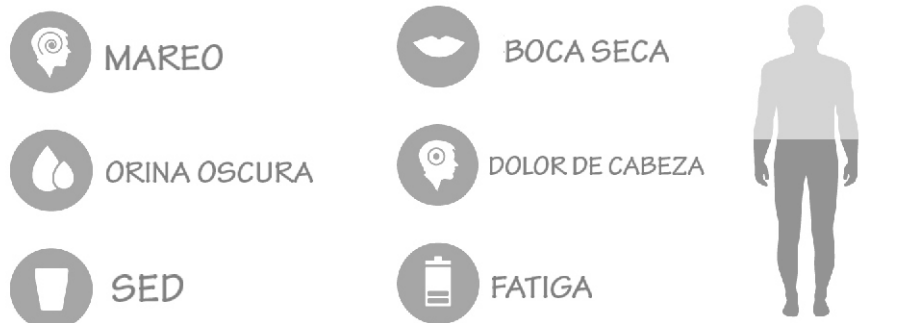 MAREO
BOCA SECA
ORINA OSCURA
DOLOR DE CABEZA
SED
FATIGA